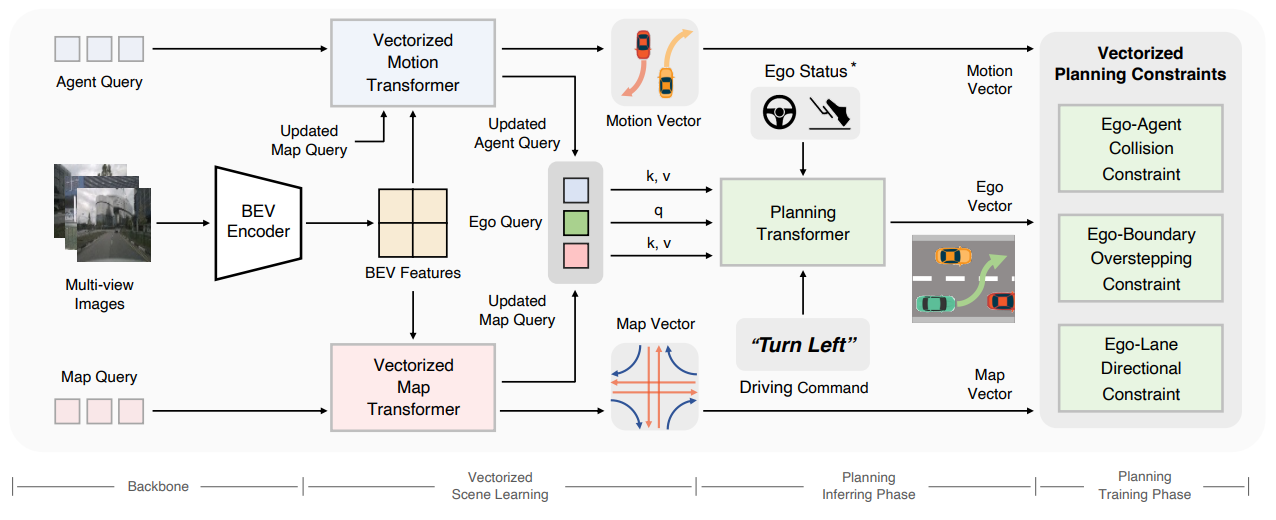 Agent Query
Vectorized
Motion
Transformer
Updated
Map Query
Updated
Agent Query
Motion Vector
Ego Status*
Motion
Vector
Vectorized
Planning Constraints
Ego-Agent
Collision
Constraint
Ego-Boundary
Overstepping
Constraint
Ego-Lane
Directional
Constraint
Multi-view
Images
BEV
Encoder
BEV Features
Ego Query
k, v
q
k, v
Planning
Transformer
Ego
Vector
Updated
Map Query
Map Vector
"Turn Left"
Driving Command
Map
Vector
Map Query
Vectorized
Map
Transformer
Backbone
Vectorized
Scene Learning
Planning
Inferring Phase
Planning
Training Phase